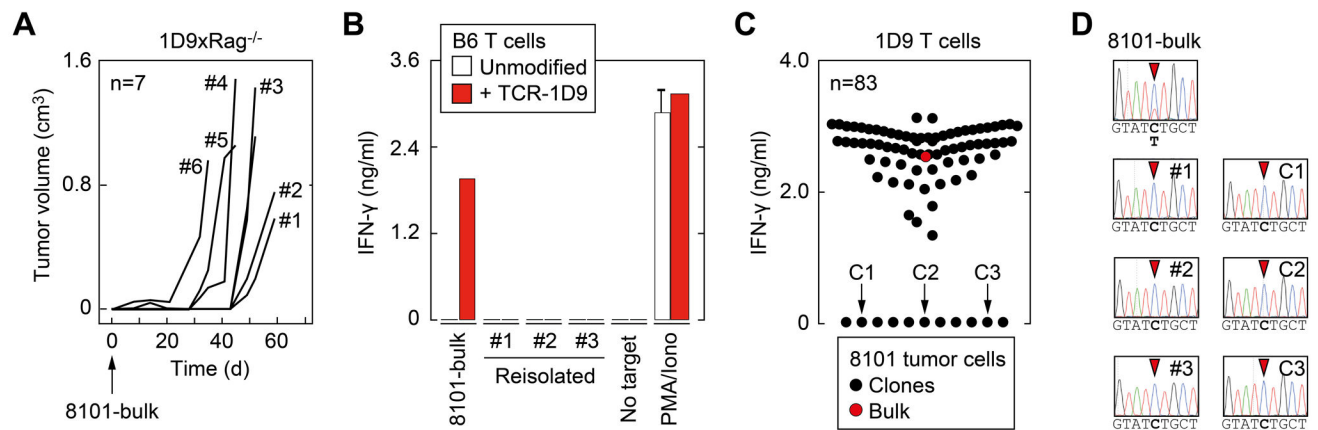 A
1D9xRag-/-
n=7
Tumor volume (cm3)
1.6
0.8
0
#4
#3
#5
#6
#2
#1
0
20
40
60
Time (d)
8101-bulk
B
B6 T cells
Unmodified
+ TCR-1D9
IFN-γ (ng/ml)
3.6
2.4
1.2
0
8101-bulk
#1
#2
#3
Reisolated
No target
PMA/Iono
C
1D9 T cells
n=83
IFN-γ (ng/ml)
4.0
2.0
0
C1
C2
C3
8101 tumor cells
Clones
Bulk
D
8101-bulk
GTATCTGCT
T
#1
GTATCTGCT
C1
GTATCTGCT
#2
GTATCTGCT
C2
GTATCTGCT
#3
GTATCTGCT
C3
GTATCTGCT